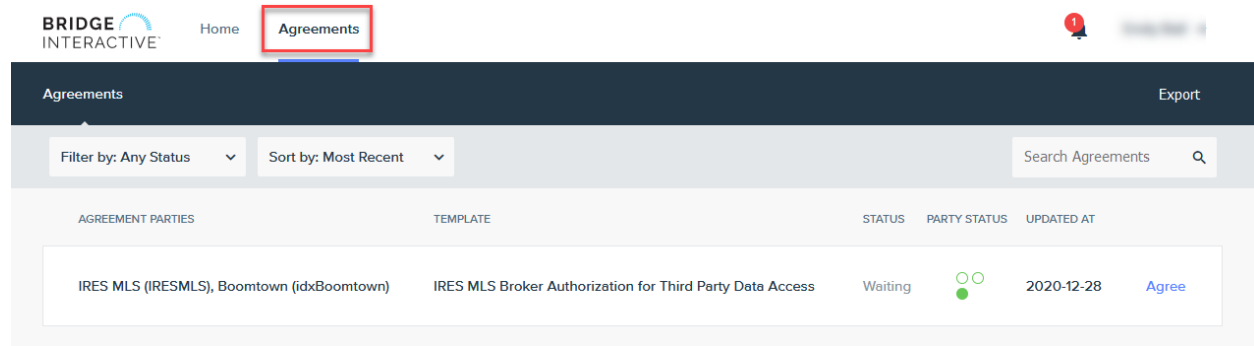 BRIDGE
INTERACTIVE
Home
Agreements
1
Agreements
Export
Filter by: Any Status
Sort by: Most Recent
Search Agreements
AGREEMENT PARTIES
TEMPLATE
STATUS
PARTY STATUS
UPDATED AT
IRES MLS (IRESMLS), Boomtown (idxBoomtown)
IRES MLS Broker Authorization for Third Party Data Access
Waiting
2020-12-28
Agree